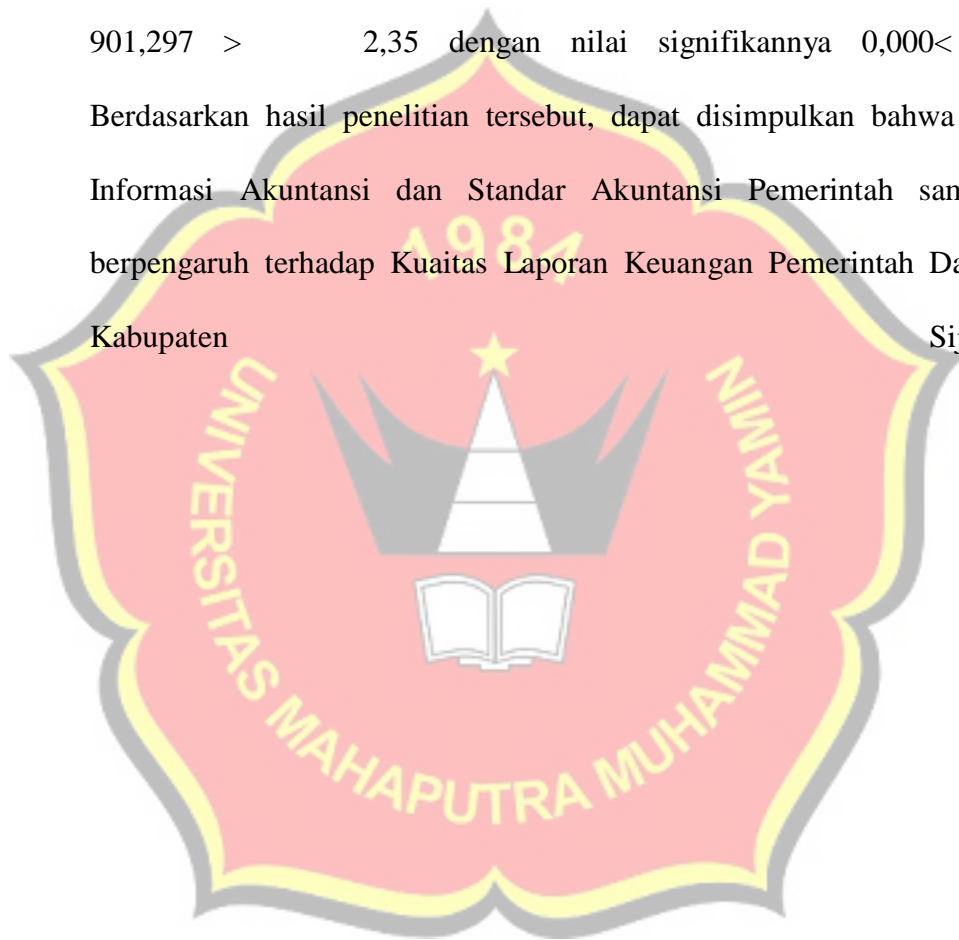 901,297 > 2,35 dengan nilai signifikannya 0,000<
Berdasarkan hasil penelitian tersebut, dapat disimpulkan bahwa
Informasi Akuntansi dan Standar Akuntansi Pemerintah
berpengaruh terhadap Kuaitas Laporan Keuangan Pemerintah
Kabupaten
1984
UNIVERSITAS MAHAPUTRA MUHAMMAD YAMIN